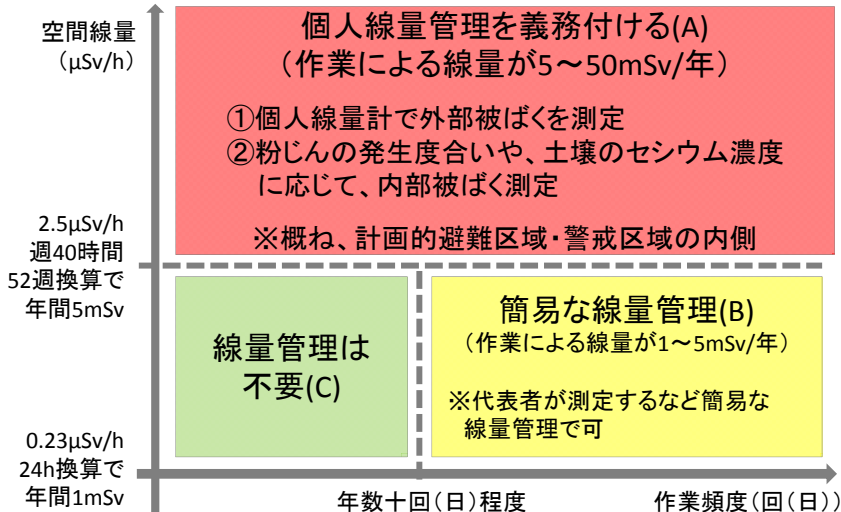 空間線量
（μSv/h）
個人線量管理を義務付ける(A)
（作業による線量が5～50mSv/年）
①個人線量計で外部被ばくを測定
②粉じんの発生度合いや、土壌のセシウム濃度
に応じて、内部被ばく測定
※概ね、計画的避難区域・警戒区域の内側
2.5μSv/h
週40時間
52週換算で
年間5mSv
線量管理は
不要(C)
簡易な線量管理(B)
（作業による線量が1～5mSv/年）
※代表者が測定するなど簡易な
線量管理で可
0.23μSv/h
24h換算で
年間1mSv
年数十回（日）程度
作業頻度（回（日））